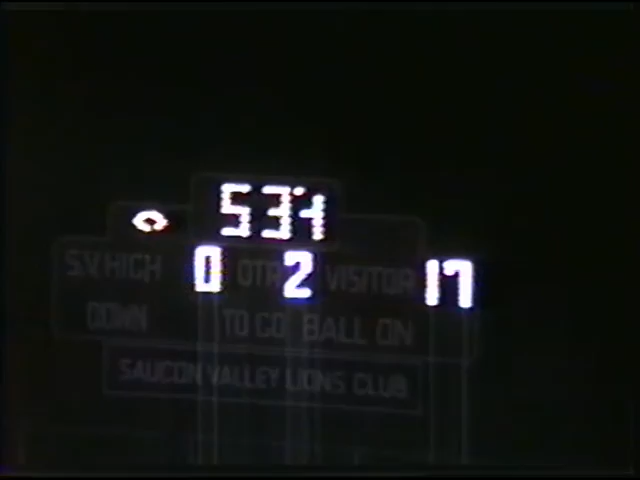 5:34
S.V. HIGH 0 QTR 2 VISITOR 17
DOWN TO GO BALL ON
SAUCON VALLEY LIONS CLUB